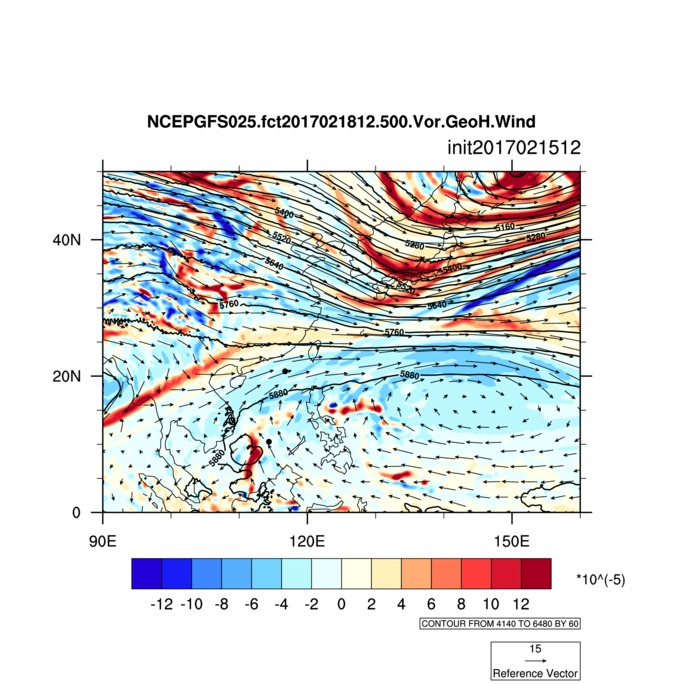 NCEPGFS025.fct2017021812.500.Vor.GeoH.Wind
init2017021512
5400
5160
5520
5280
5280
5640
5400
5520
5760
5640
5760
5880
5880
5880
40N
20N
0
90E 120E 150E
-12 -10 -8 -6 -4 -2 0 2 4 6 8 10 12
*10^(-5)
CONTOUR FROM 4140 TO 6480 BY 60
15
Reference Vector